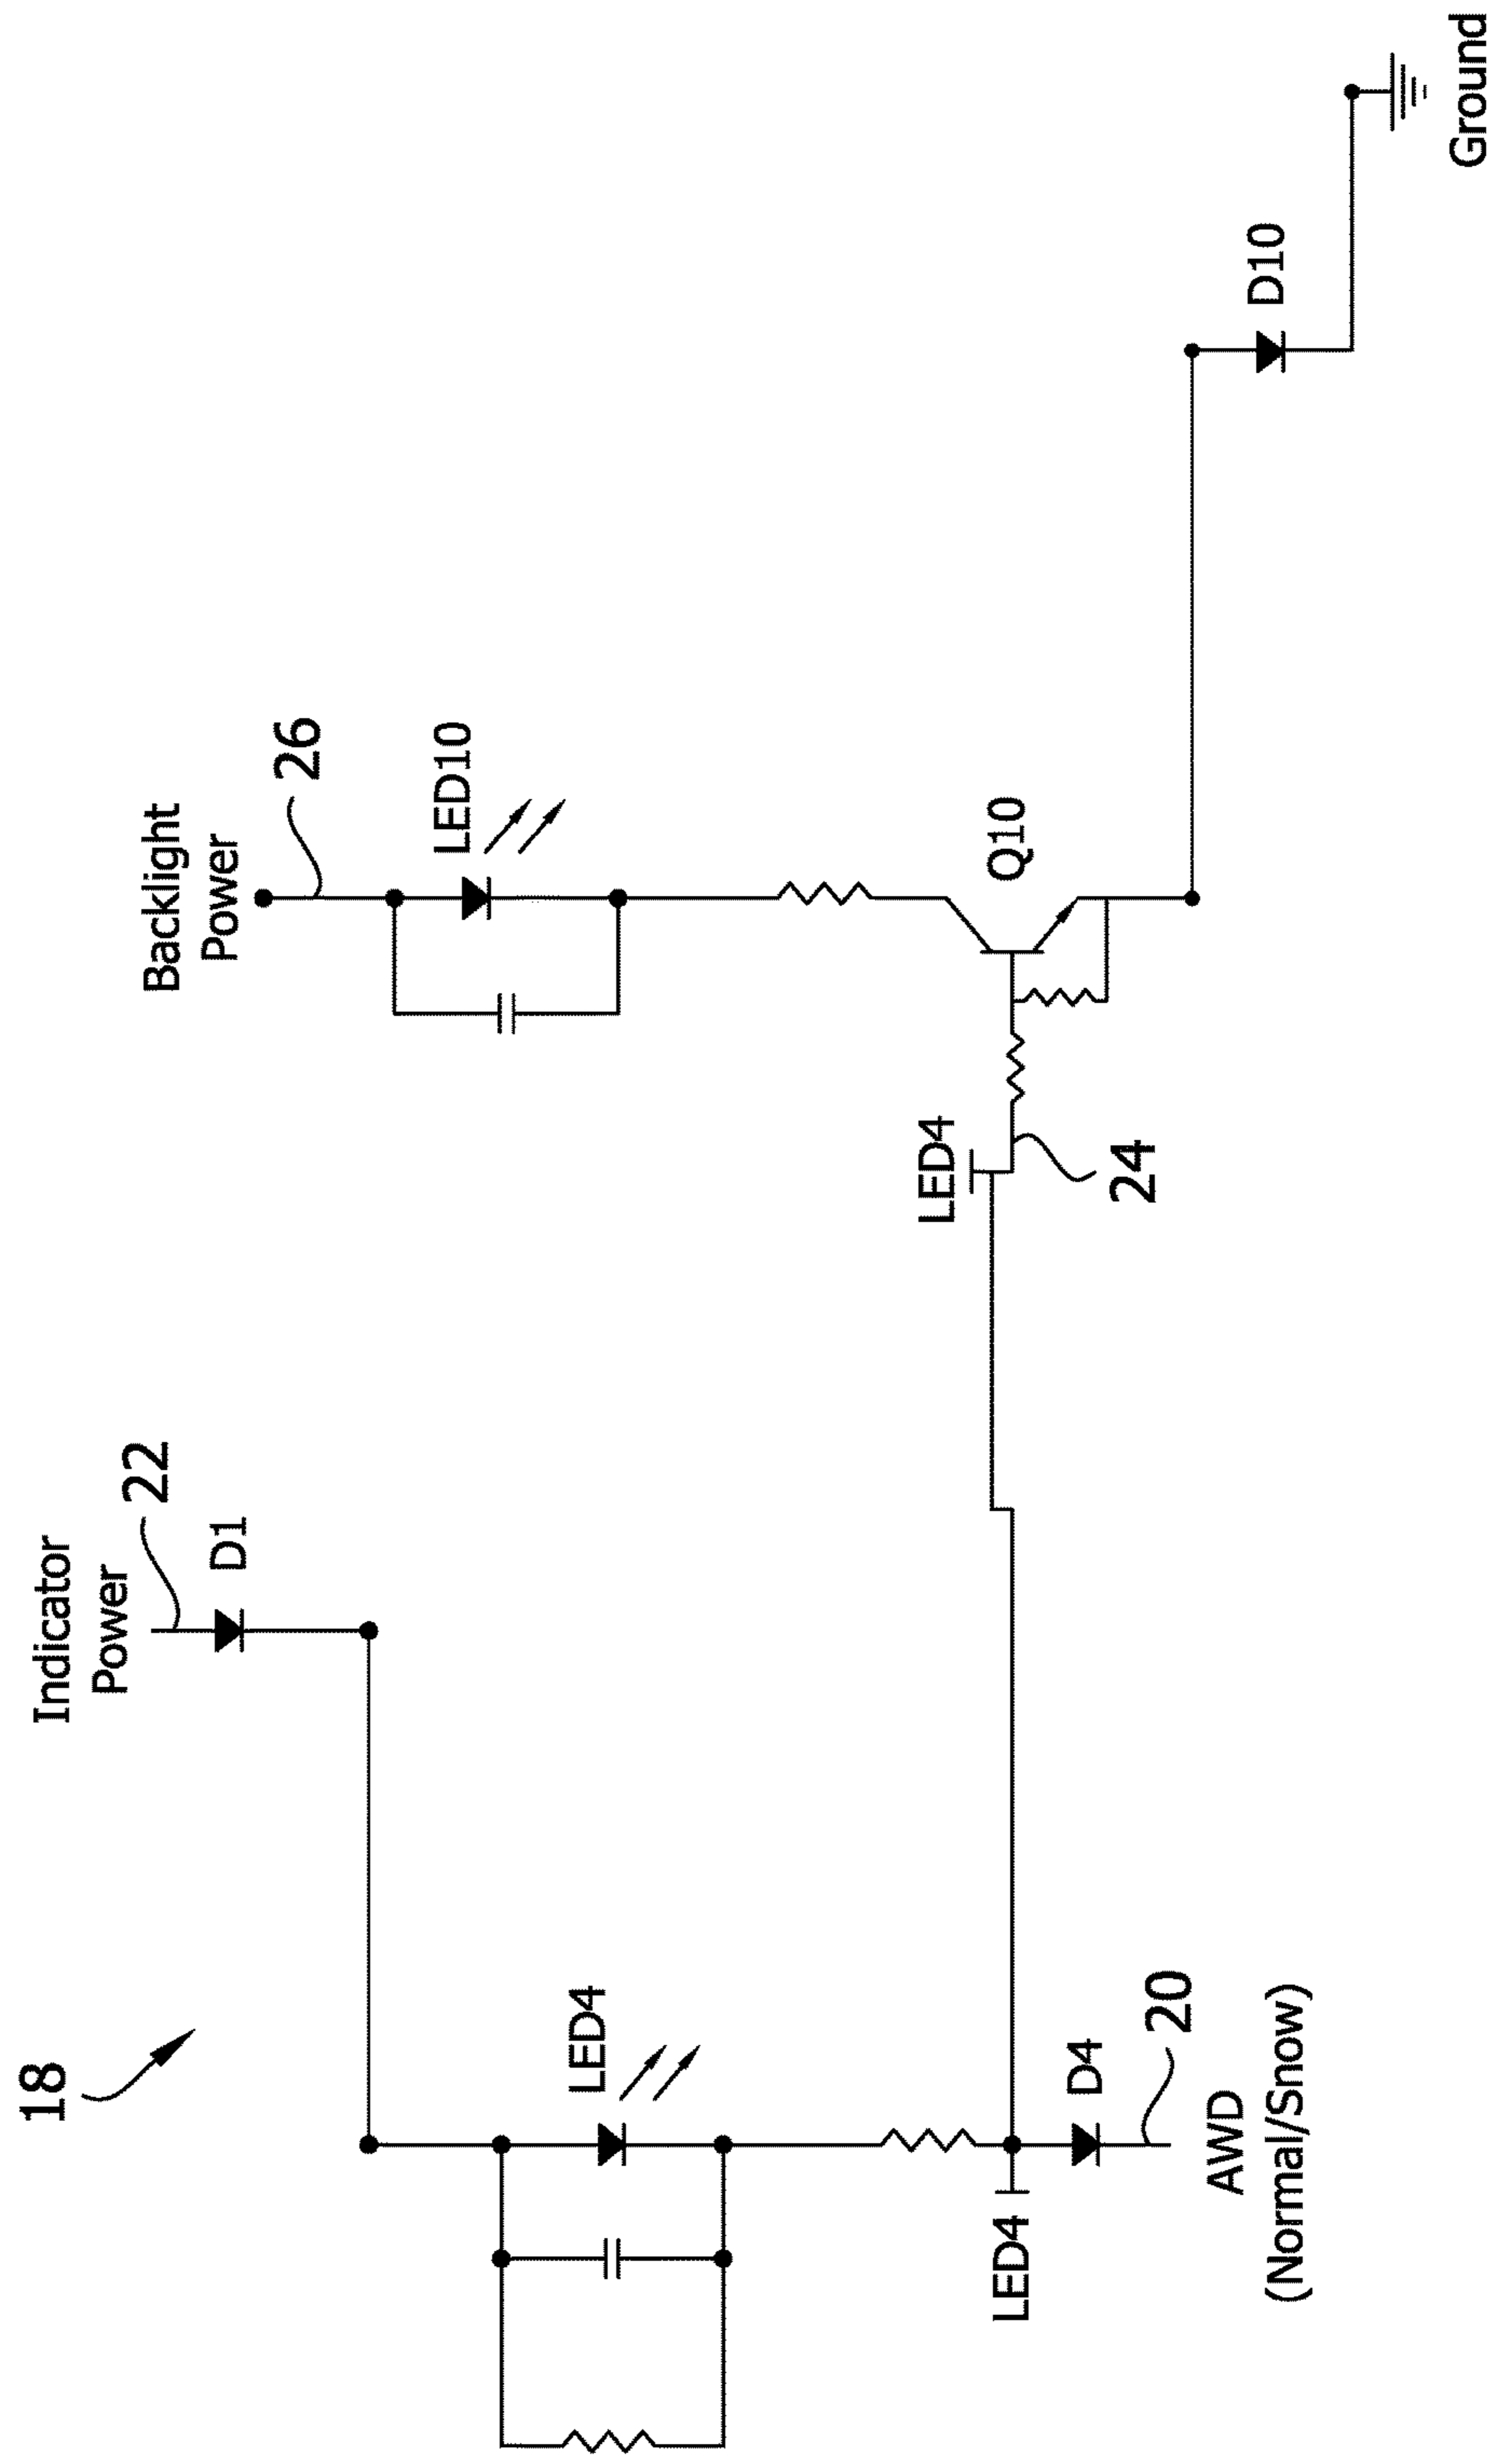 18
Indicator
Power
22
D1
Backlight
Power
26
LED4
LED10
LED4
D4
20
AWD
(Normal/Snow)
LED4
24
Q10
D10
Ground